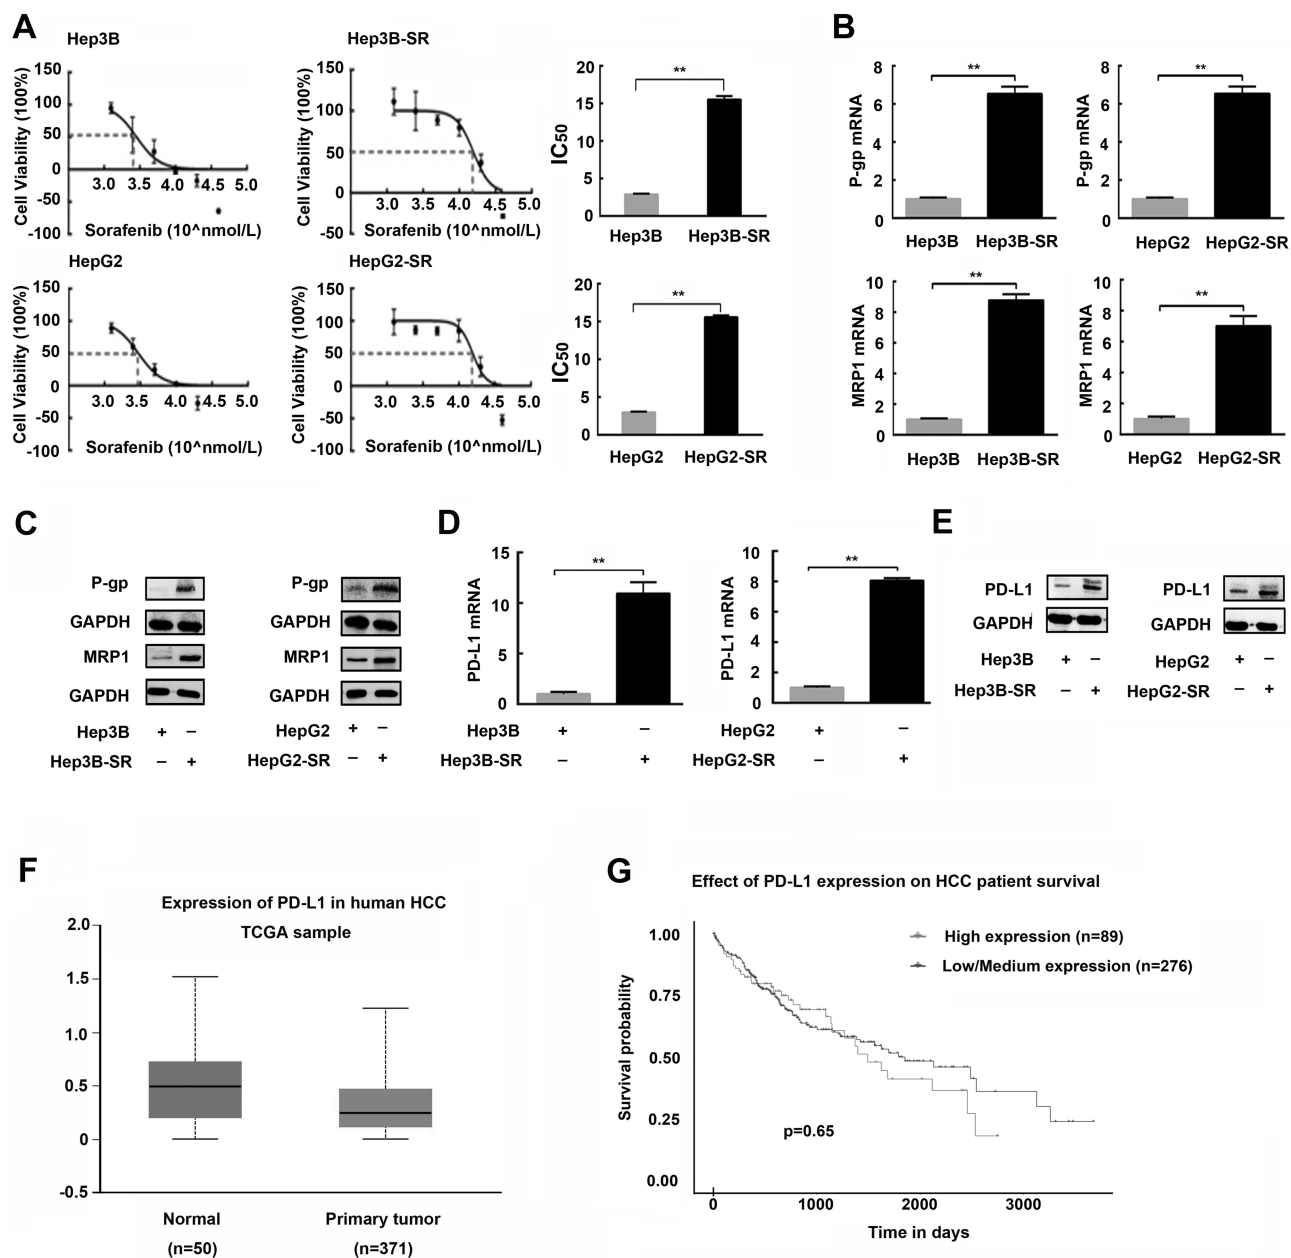 A
Hep3B
Cell Viability (100%)
150
100
50
0
-50
-100
3.0 3.5 4.0 4.5 5.0
Sorafenib (10^nmol/L)
Hep3B-SR
Cell Viability (100%)
150
100
50
0
-50
3.0 3.5 4.0 4.5 5.0
Sorafenib (10^nmol/L)
IC50
20
15
10
5
0
**
Hep3B Hep3B-SR
HepG2
Cell Viability (100%)
150
100
50
0
-50
-100
3.0 3.5 4.0 4.5 5.0
Sorafenib (10^nmol/L)
HepG2-SR
Cell Viability (100%)
150
100
50
0
-50
-100
3.0 3.5 4.0 4.5 5.0
Sorafenib (10^nmol/L)
IC50
20
15
10
5
0
**
HepG2 HepG2-SR
B
P-gp mRNA
8
6
4
2
0
**
Hep3B Hep3B-SR
P-gp mRNA
8
6
4
2
0
**
HepG2 HepG2-SR
MRP1 mRNA
10
8
6
4
2
0
**
Hep3B Hep3B-SR
MRP1 mRNA
10
8
6
4
2
0
**
HepG2 HepG2-SR
C
P-gp
GAPDH
MRP1
GAPDH
Hep3B + –
Hep3B-SR – +
P-gp
GAPDH
MRP1
GAPDH
HepG2 + –
HepG2-SR – +
D
PD-L1 mRNA
15
10
5
0
**
Hep3B + –
Hep3B-SR – +
PD-L1 mRNA
10
8
6
4
2
0
**
HepG2 + –
HepG2-SR – +
E
PD-L1
GAPDH
Hep3B + –
Hep3B-SR – +
PD-L1
GAPDH
HepG2 + –
HepG2-SR – +
F
Expression of PD-L1 in human HCC
TCGA sample
2.0
1.5
1.0
0.5
0
-0.5
Normal Primary tumor
(n=50) (n=371)
G
Effect of PD-L1 expression on HCC patient survival
High expression (n=89)
Low/Medium expression (n=276)
Survival probability
1.00
0.75
0.50
0.25
0.00
p=0.65
0 1000 2000 3000
Time in days